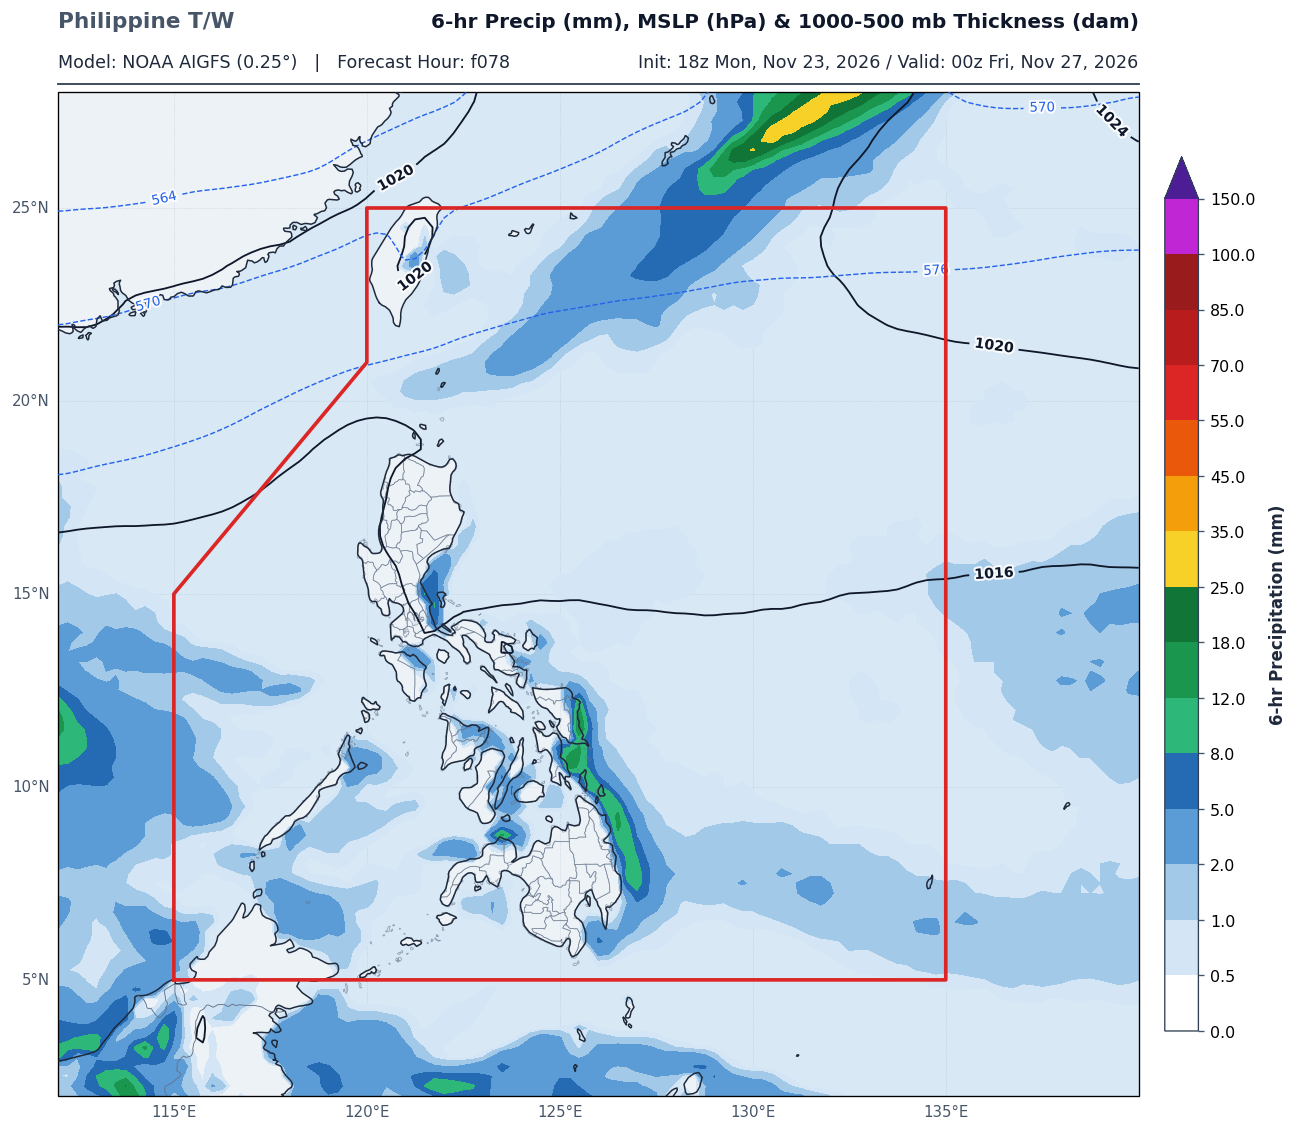 Philippine T/W
6-hr Precip (mm), MSLP (hPa) & 1000-500 mb Thickness (dam)
Model: NOAA AIGFS (0.25°) | Forecast Hour: f078
Init: 18z Mon, Nov 23, 2026 / Valid: 00z Fri, Nov 27, 2026
570
1024
1020
564
25°N
1020
576
570
1020
20°N
1016
15°N
10°N
5°N
115°E
120°E
125°E
130°E
135°E
150.0
100.0
85.0
70.0
55.0
45.0
35.0
25.0
18.0
12.0
8.0
5.0
2.0
1.0
0.5
0.0
6-hr Precipitation (mm)